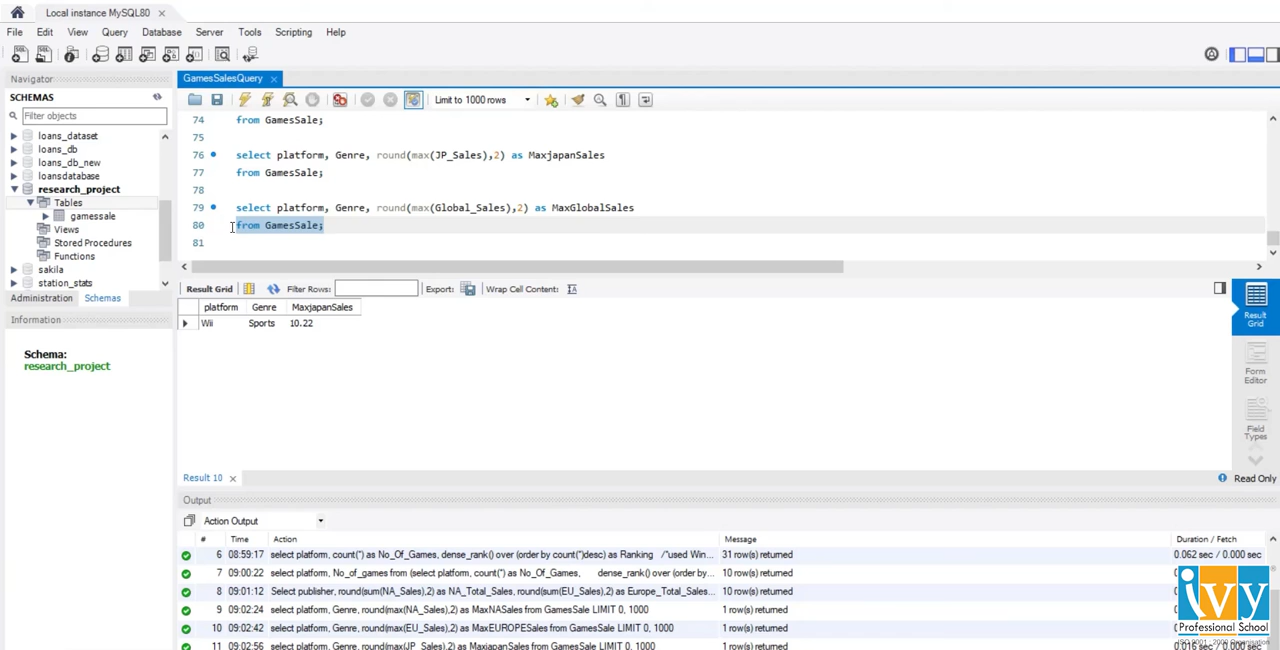 Local instance MySQL80 ×
File Edit View Query Database Server Tools Scripting Help
Navigator
SCHEMAS
Filter objects
loans_dataset
loans_db
loans_db_new
loansdatabase
research_project
Tables
gamessale
Views
Stored Procedures
Functions
sakila
station_stats
Administration Schemas
Information
Schema:
research_project
GamesSalesQuery ×
Limit to 1000 rows
74 from GamesSale;
75
76 select platform, Genre, round(max(JP_Sales),2) as MaxjapanSales
77 from GamesSale;
78
79 select platform, Genre, round(max(Global_Sales),2) as MaxGlobalSales
80 from GamesSale;
81
Result Grid Filter Rows: Export: Wrap Cell Content:
platform Genre MaxjapanSales
Wii Sports 10.22
Result Grid
Form Editor
Field Types
Result 10 × Read Only
Output
Action Output
# Time Action Message Duration / Fetch
6 08:59:17 select platform, count(*) as No_Of_Games, dense_rank() over (order by count(*)desc) as Ranking /*used Win... 31 row(s) returned 0.062 sec / 0.000 sec
7 09:00:22 select platform, No_of_games from (select platform, count(*) as No_Of_Games, dense_rank() over (order by... 10 row(s) returned
8 09:01:12 Select publisher, round(sum(NA_Sales),2) as NA_Total_Sales, round(sum(EU_Sales),2) as Europe_Total_Sales... 10 row(s) returned
9 09:02:24 select platform, Genre, round(max(NA_Sales),2) as MaxNASales from GamesSale LIMIT 0, 1000 1 row(s) returned
10 09:02:42 select platform, Genre, round(max(EU_Sales),2) as MaxEUROPESales from GamesSale LIMIT 0, 1000 1 row(s) returned
11 09:02:56 select platform, Genre, round(max(JP_Sales),2) as MaxjapanSales from GamesSale LIMIT 0, 1000 1 row(s) returned 0.016 sec / 0.000 sec
ivy
Professional School